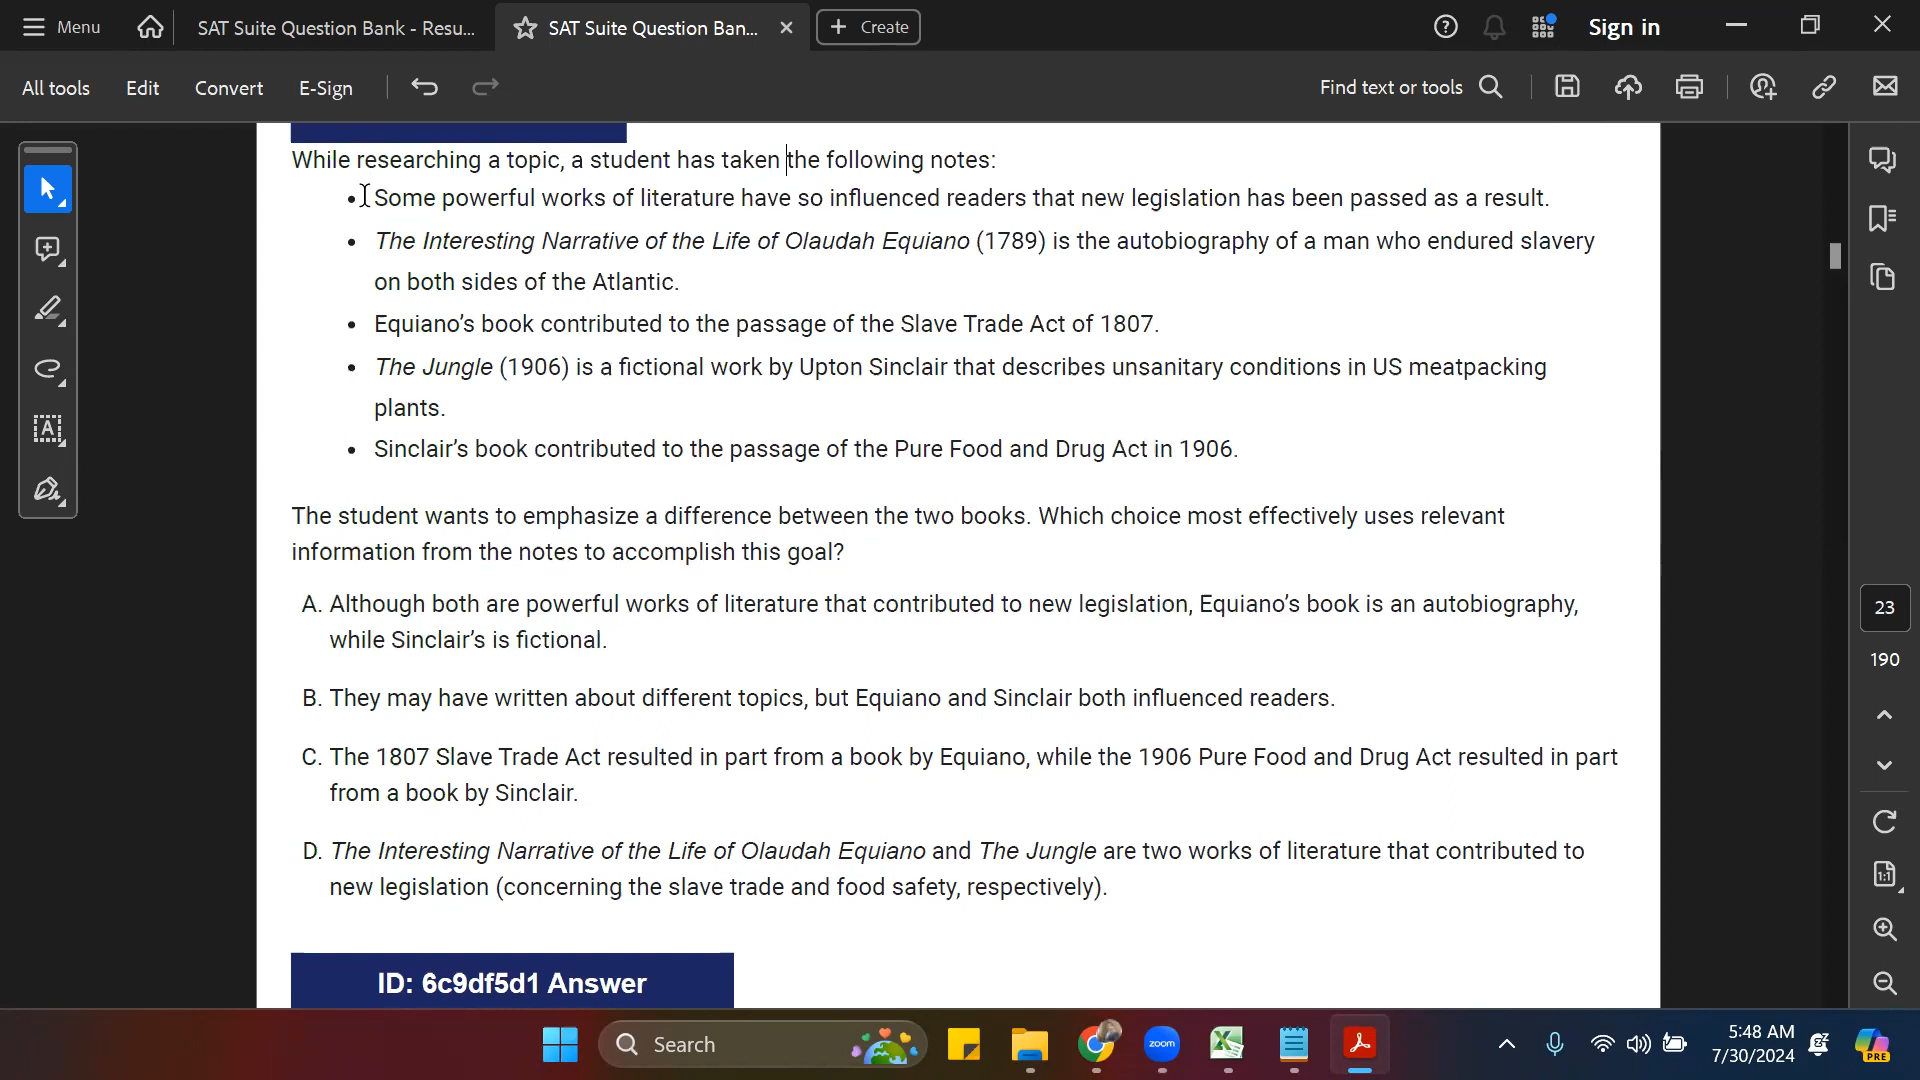 Menu
SAT Suite Question Bank - Resu...
SAT Suite Question Ban...
Create
Sign in
All tools
Edit
Convert
E-Sign
Find text or tools
While researching a topic, a student has taken the following notes:
• Some powerful works of literature have so influenced readers that new legislation has been passed as a result.
• The Interesting Narrative of the Life of Olaudah Equiano (1789) is the autobiography of a man who endured slavery
on both sides of the Atlantic.
• Equiano's book contributed to the passage of the Slave Trade Act of 1807.
• The Jungle (1906) is a fictional work by Upton Sinclair that describes unsanitary conditions in US meatpacking
plants.
• Sinclair's book contributed to the passage of the Pure Food and Drug Act in 1906.
The student wants to emphasize a difference between the two books. Which choice most effectively uses relevant
information from the notes to accomplish this goal?
A. Although both are powerful works of literature that contributed to new legislation, Equiano's book is an autobiography,
while Sinclair's is fictional.
B. They may have written about different topics, but Equiano and Sinclair both influenced readers.
C. The 1807 Slave Trade Act resulted in part from a book by Equiano, while the 1906 Pure Food and Drug Act resulted in part
from a book by Sinclair.
D. The Interesting Narrative of the Life of Olaudah Equiano and The Jungle are two works of literature that contributed to
new legislation (concerning the slave trade and food safety, respectively).
ID: 6c9df5d1 Answer
23
190
1:1
Search
zoom
5:48 AM
7/30/2024
PRE